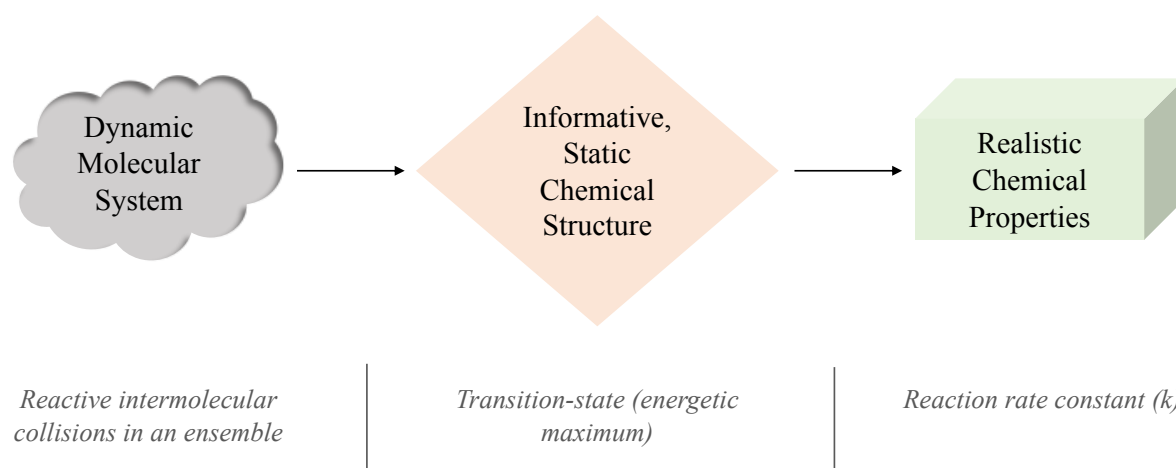 Dynamic
Molecular
System
Informative,
Static
Chemical
Structure
Realistic
Chemical
Properties
Reactive intermolecular
collisions in an ensemble
Transition-state (energetic
maximum)
Reaction rate constant (k)